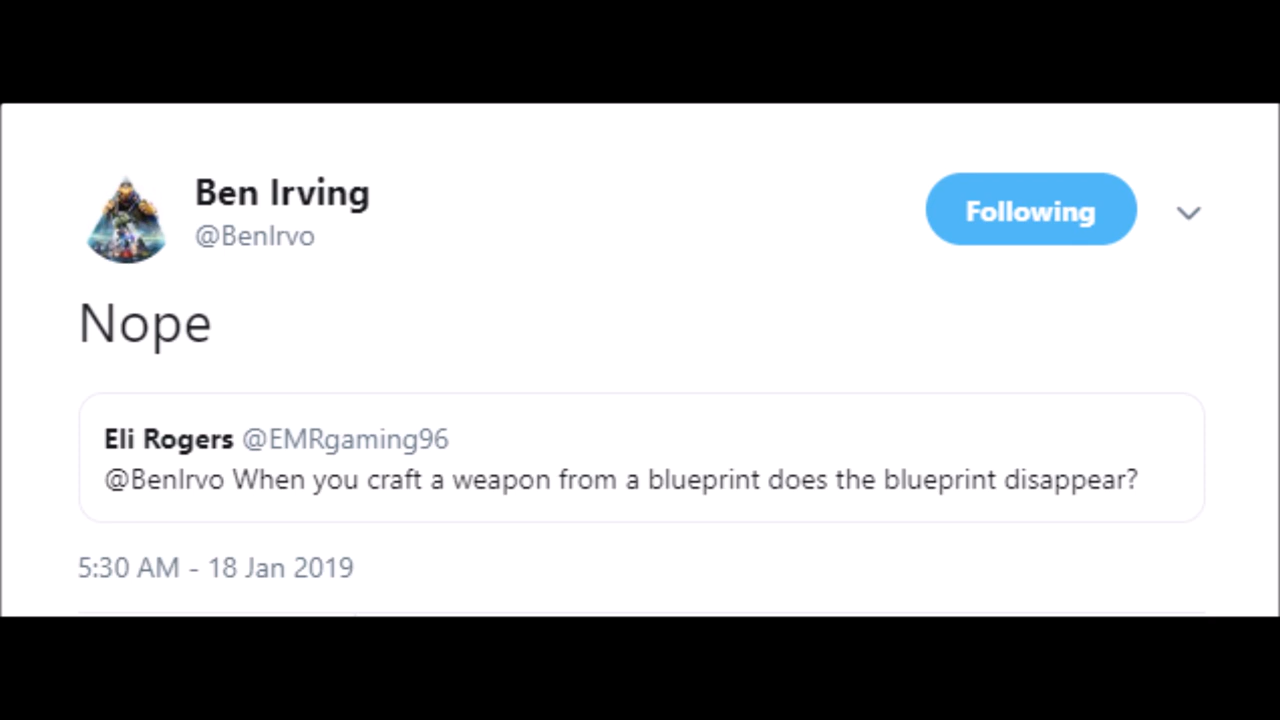 Ben Irving
@BenIrvo
Following
Nope
Eli Rogers @EMRgaming96
@BenIrvo When you craft a weapon from a blueprint does the blueprint disappear?
5:30 AM - 18 Jan 2019